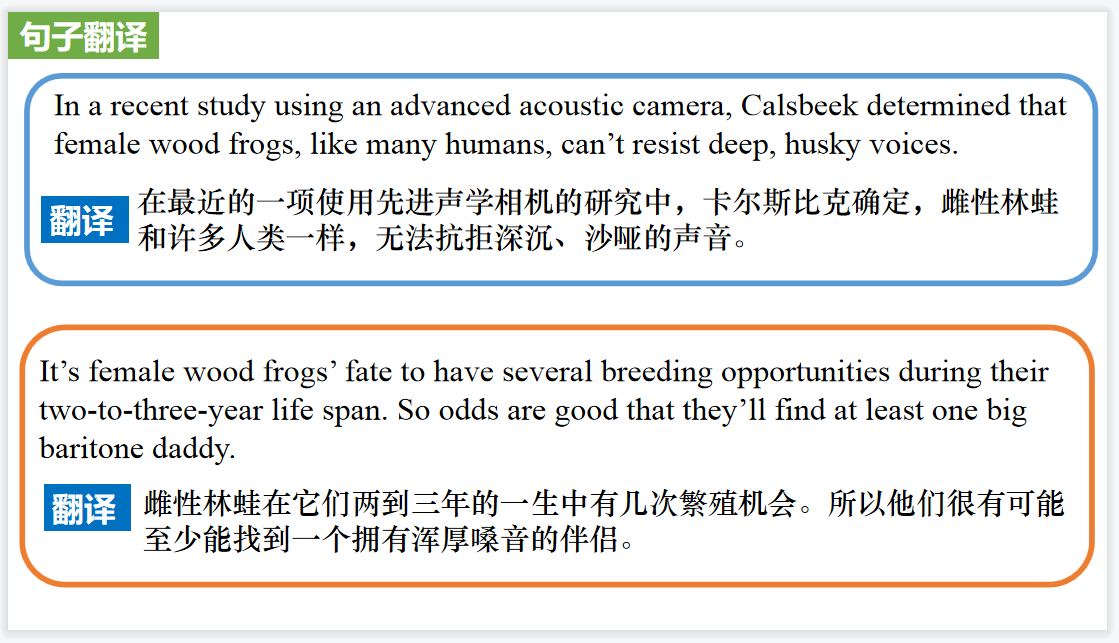 句子翻译
In a recent study using an advanced acoustic camera, Calsbeek determined that
female wood frogs, like many humans, can’t resist deep, husky voices.
翻译
在最近的一项使用先进声学相机的研究中，卡尔斯比克确定，雌性林蛙
和许多人类一样，无法抗拒深沉、沙哑的声音。
It’s female wood frogs’ fate to have several breeding opportunities during their
two-to-three-year life span. So odds are good that they’ll find at least one big
baritone daddy.
翻译
雌性林蛙在它们两到三年的一生中有几次繁殖机会。所以他们很有可能
至少能找到一个拥有浑厚嗓音的伴侣。